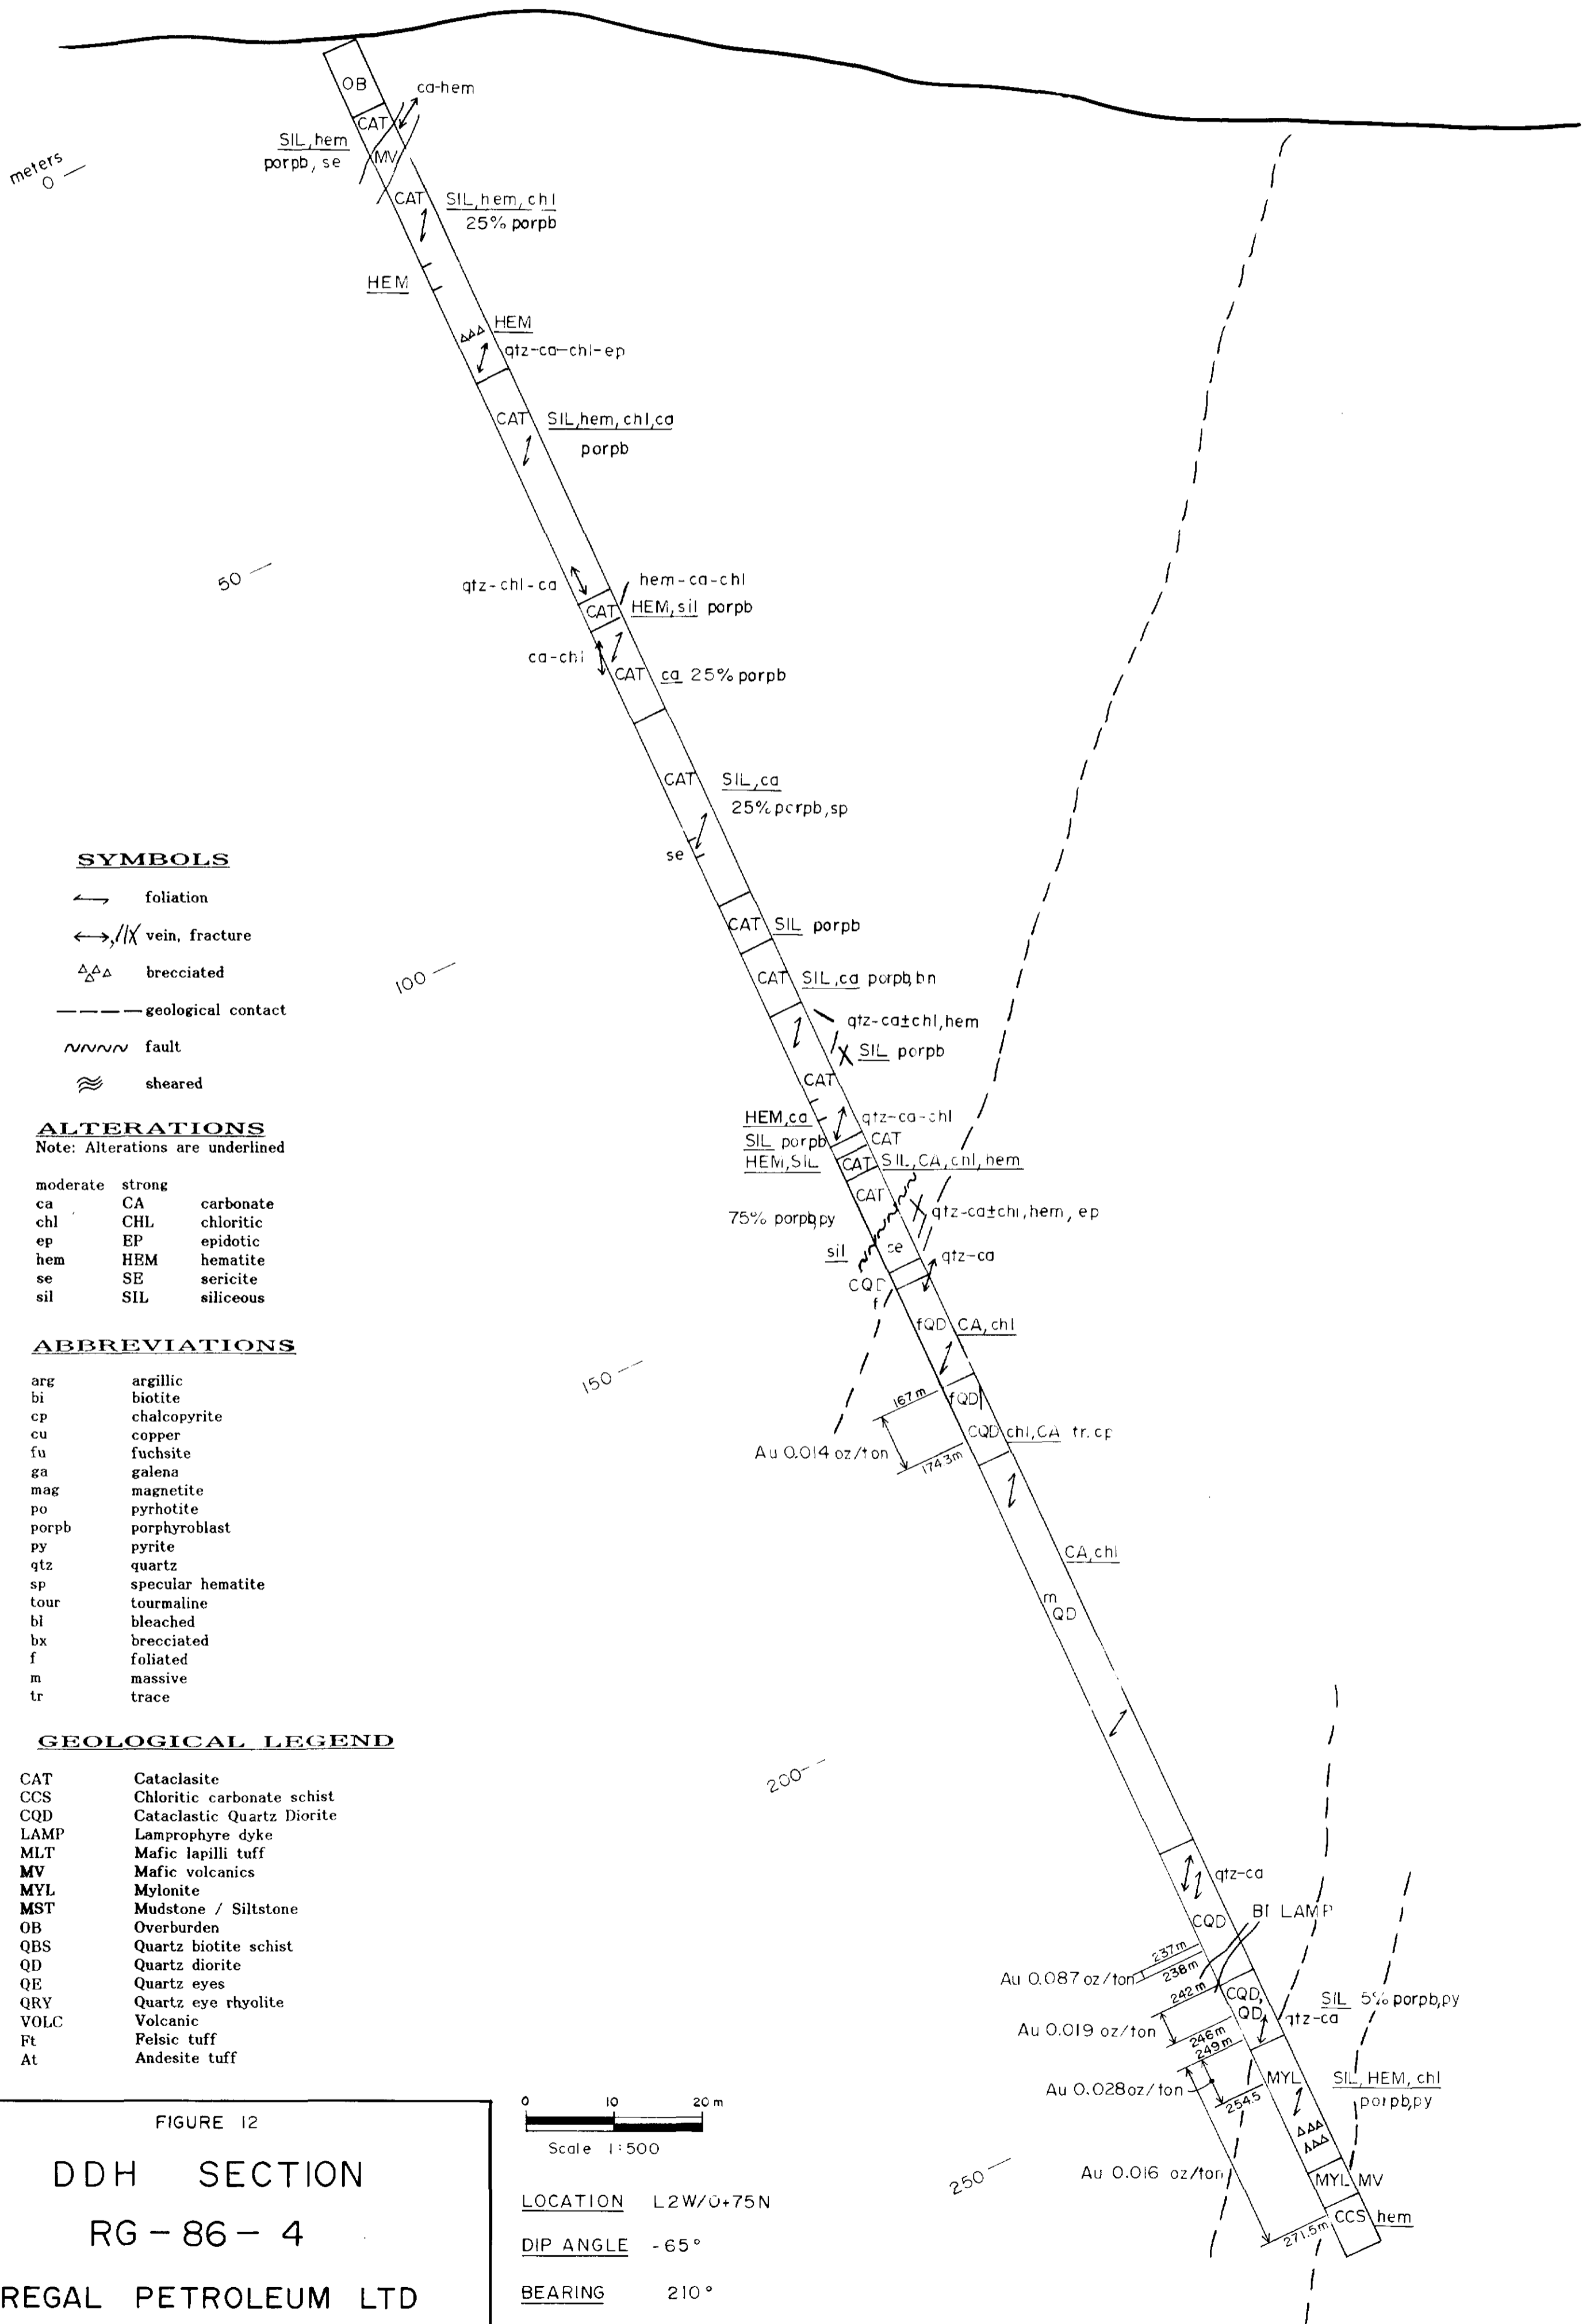 OB
ca-hem
CAT
SIL,hem
porpb, se
MV
meters
0
CAT
SIL,hem, chl
25% porpb
HEM
HEM
qtz-ca-chl-ep
CAT
SIL,hem, chl,ca
porpb
50
qtz-chl-ca
hem-ca-chl
CAT
HEM,sil porpb
ca-chl
CAT
ca 25% porpb
CAT
SIL,ca
25% porpb,sp
se
CAT
SIL porpb
100
CAT
SIL,ca porpb,bn
qtz-ca±chl,hem
SIL porpb
CAT
HEM,ca
qtz-ca-chl
SIL porpb
CAT
HEM,SIL
CAT
SIL,CA,chl,hem
CAT
75% porpb,py
qtz-ca±chl,hem, ep
sil
qtz-ca
CQD
f
fQD
CA,chl
150
167m
fQD
CQD
chl,CA tr.cp
Au 0.014 oz/ton
174.3m
CA,chl
m
QD
200
qtz-ca
CQD
BI LAMP
237m
Au 0.087 oz/ton
238m
242m
CQD,
QD
SIL 5% porpb,py
qtz-ca
Au 0.019 oz/ton
246m
249m
MYL
SIL, HEM, chl
porpb,py
Au 0.028oz/ton
254.5
250
Au 0.016 oz/ton
MYL
MV
CCS
hem
271.5m
SYMBOLS
foliation
vein, fracture
brecciated
geological contact
fault
sheared
ALTERATIONS
Note: Alterations are underlined
moderate strong
ca CA carbonate
chl CHL chloritic
ep EP epidotic
hem HEM hematite
se SE sericite
sil SIL siliceous
ABBREVIATIONS
arg argillic
bi biotite
cp chalcopyrite
cu copper
fu fuchsite
ga galena
mag magnetite
po pyrhotite
porpb porphyroblast
py pyrite
qtz quartz
sp specular hematite
tour tourmaline
bl bleached
bx brecciated
f foliated
m massive
tr trace
GEOLOGICAL LEGEND
CAT Cataclasite
CCS Chloritic carbonate schist
CQD Cataclastic Quartz Diorite
LAMP Lamprophyre dyke
MLT Mafic lapilli tuff
MV Mafic volcanics
MYL Mylonite
MST Mudstone / Siltstone
OB Overburden
QBS Quartz biotite schist
QD Quartz diorite
QE Quartz eyes
QRY Quartz eye rhyolite
VOLC Volcanic
Ft Felsic tuff
At Andesite tuff
FIGURE 12
DDH SECTION
RG-86-4
REGAL PETROLEUM LTD
0 10 20 m
Scale 1:500
LOCATION L2W/0+75N
DIP ANGLE -65°
BEARING 210°